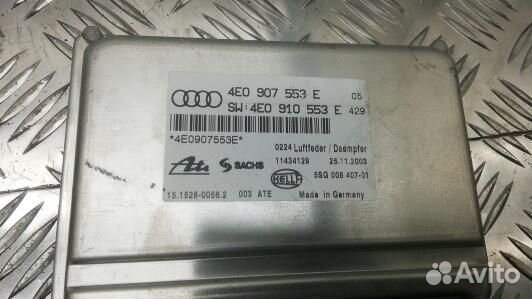 4E0 907 553 E 05
SW:4E0 910 553 E 429
*4E0907553E*
0224 Luftfeder / Daempfer
11434129 25.11.2003
Ate SACHS HELLA 5SG 008 407-01
15.1528-0056.2 003 ATE Made in Germany
Avito